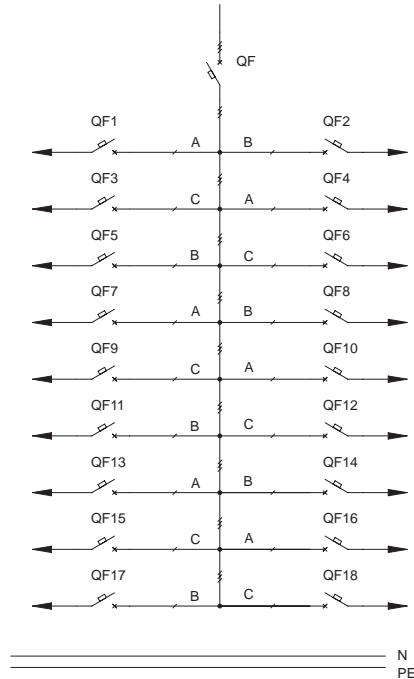 QF
QF1 A B QF2
QF3 C A QF4
QF5 B C QF6
QF7 A B QF8
QF9 C A QF10
QF11 B C QF12
QF13 A B QF14
QF15 C A QF16
QF17 B C QF18
N
PE